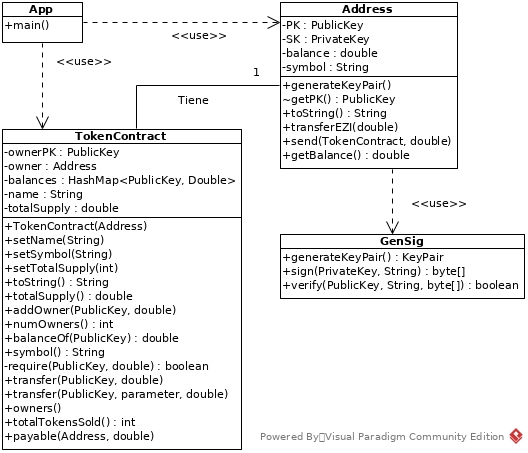 App
+main()
<<use>>
<<use>>
Address
-PK : PublicKey
-SK : PrivateKey
-balance : double
-symbol : String
+generateKeyPair()
~getPK() : PublicKey
+toString() : String
+transferEZI(double)
+send(TokenContract, double)
+getBalance() : double
1
Tiene
TokenContract
-ownerPK : PublicKey
-owner : Address
-balances : HashMap<PublicKey, Double>
-name : String
-totalSupply : double
+TokenContract(Address)
+setName(String)
+setSymbol(String)
+setTotalSupply(int)
+toString() : String
+totalSupply() : double
+addOwner(PublicKey, double)
+numOwners() : int
+balanceOf(PublicKey) : double
+symbol() : String
-require(PublicKey, double) : boolean
+transfer(PublicKey, double)
+transfer(PublicKey, parameter, double)
+owners()
+totalTokensSold() : int
+payable(Address, double)
<<use>>
GenSig
+generateKeyPair() : KeyPair
+sign(PrivateKey, String) : byte[]
+verify(PublicKey, String, byte[]) : boolean
Powered By Visual Paradigm Community Edition